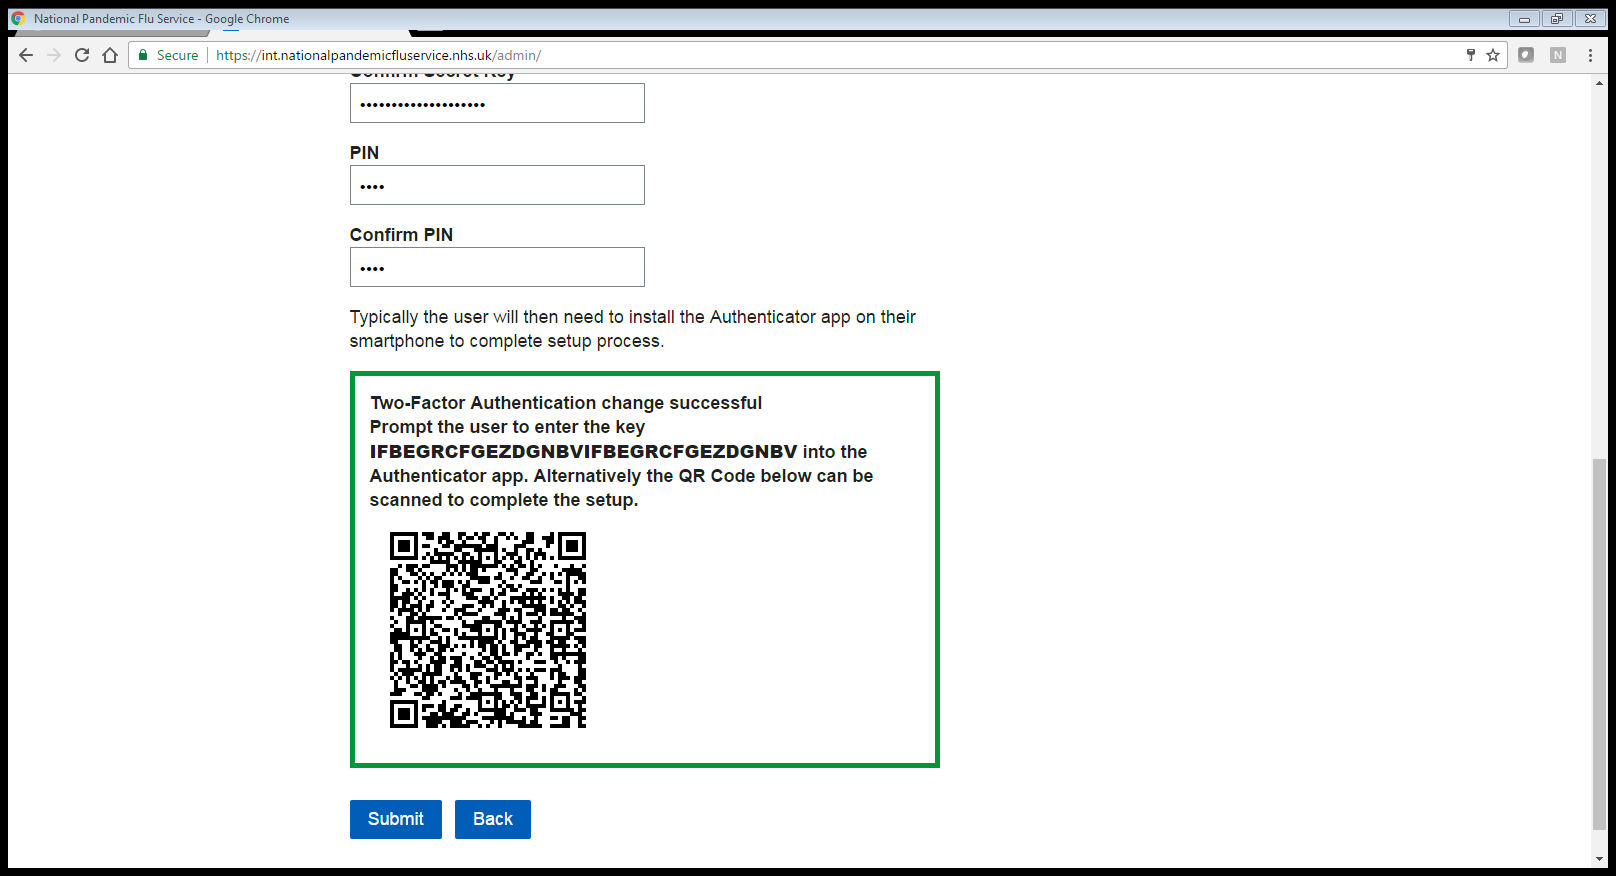 National Pandemic Flu Service - Google Chrome
Secure
https://int.nationalpandemicfluservice.nhs.uk/admin/
N
Confirm Secret Key
PIN
Confirm PIN
Typically the user will then need to install the Authenticator app on their
smartphone to complete setup process.
Two-Factor Authentication change successful
Prompt the user to enter the key
IFBEGRCFGEZDGNBVIFBEGRCFGEZDGNBV into the
Authenticator app. Alternatively the QR Code below can be
scanned to complete the setup.
Submit
Back